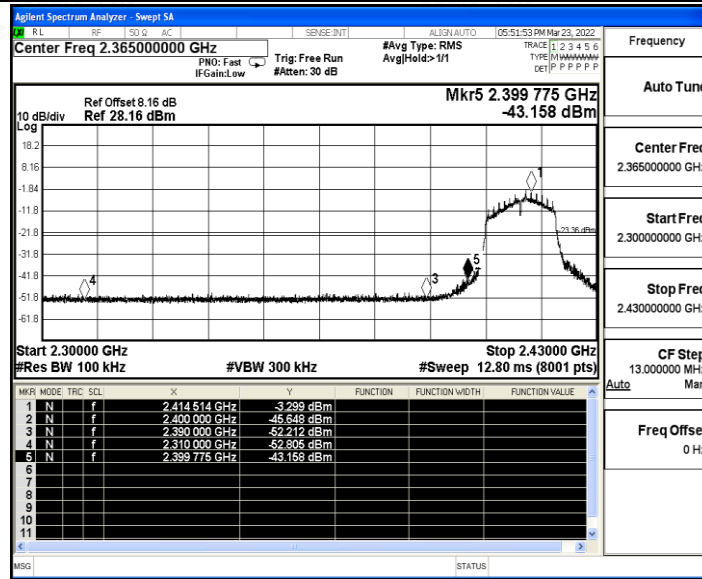 Agilent Spectrum Analyzer - Swept SA
RL RF 50 Ω AC SENSE:INT ALIGN AUTO 05:51:53 PM Mar 23, 2022
Center Freq 2.365000000 GHz
PNO: Fast
IFGain:Low
Trig: Free Run
#Atten: 30 dB
#Avg Type: RMS
Avg|Hold:>1/1
TRACE 1 2 3 4 5 6
TYPE M
DET P P P P P P
Frequency
Auto Tune
Center Freq
2.365000000 GHz
Start Freq
2.300000000 GHz
Stop Freq
2.430000000 GHz
CF Step
13.000000 MHz
Auto Man
Freq Offset
0 Hz
Mkr5 2.399 775 GHz
-43.158 dBm
Ref Offset 8.16 dB
10 dB/div Ref 28.16 dBm
Log
18.2
8.16
-1.84
-11.8
-21.8
-31.8
-41.8
-51.8
-61.8
1
-23.36 dBm
5
3
4
Start 2.30000 GHz Stop 2.43000 GHz
#Res BW 100 kHz #VBW 300 kHz #Sweep 12.80 ms (8001 pts)
MKR MODE TRC SCL X Y FUNCTION FUNCTION WIDTH FUNCTION VALUE
1 N f 2.414 514 GHz -3.299 dBm
2 N f 2.400 000 GHz -45.648 dBm
3 N f 2.390 000 GHz -52.212 dBm
4 N f 2.310 000 GHz -52.805 dBm
5 N f 2.399 775 GHz -43.158 dBm
6
7
8
9
10
11
MSG STATUS